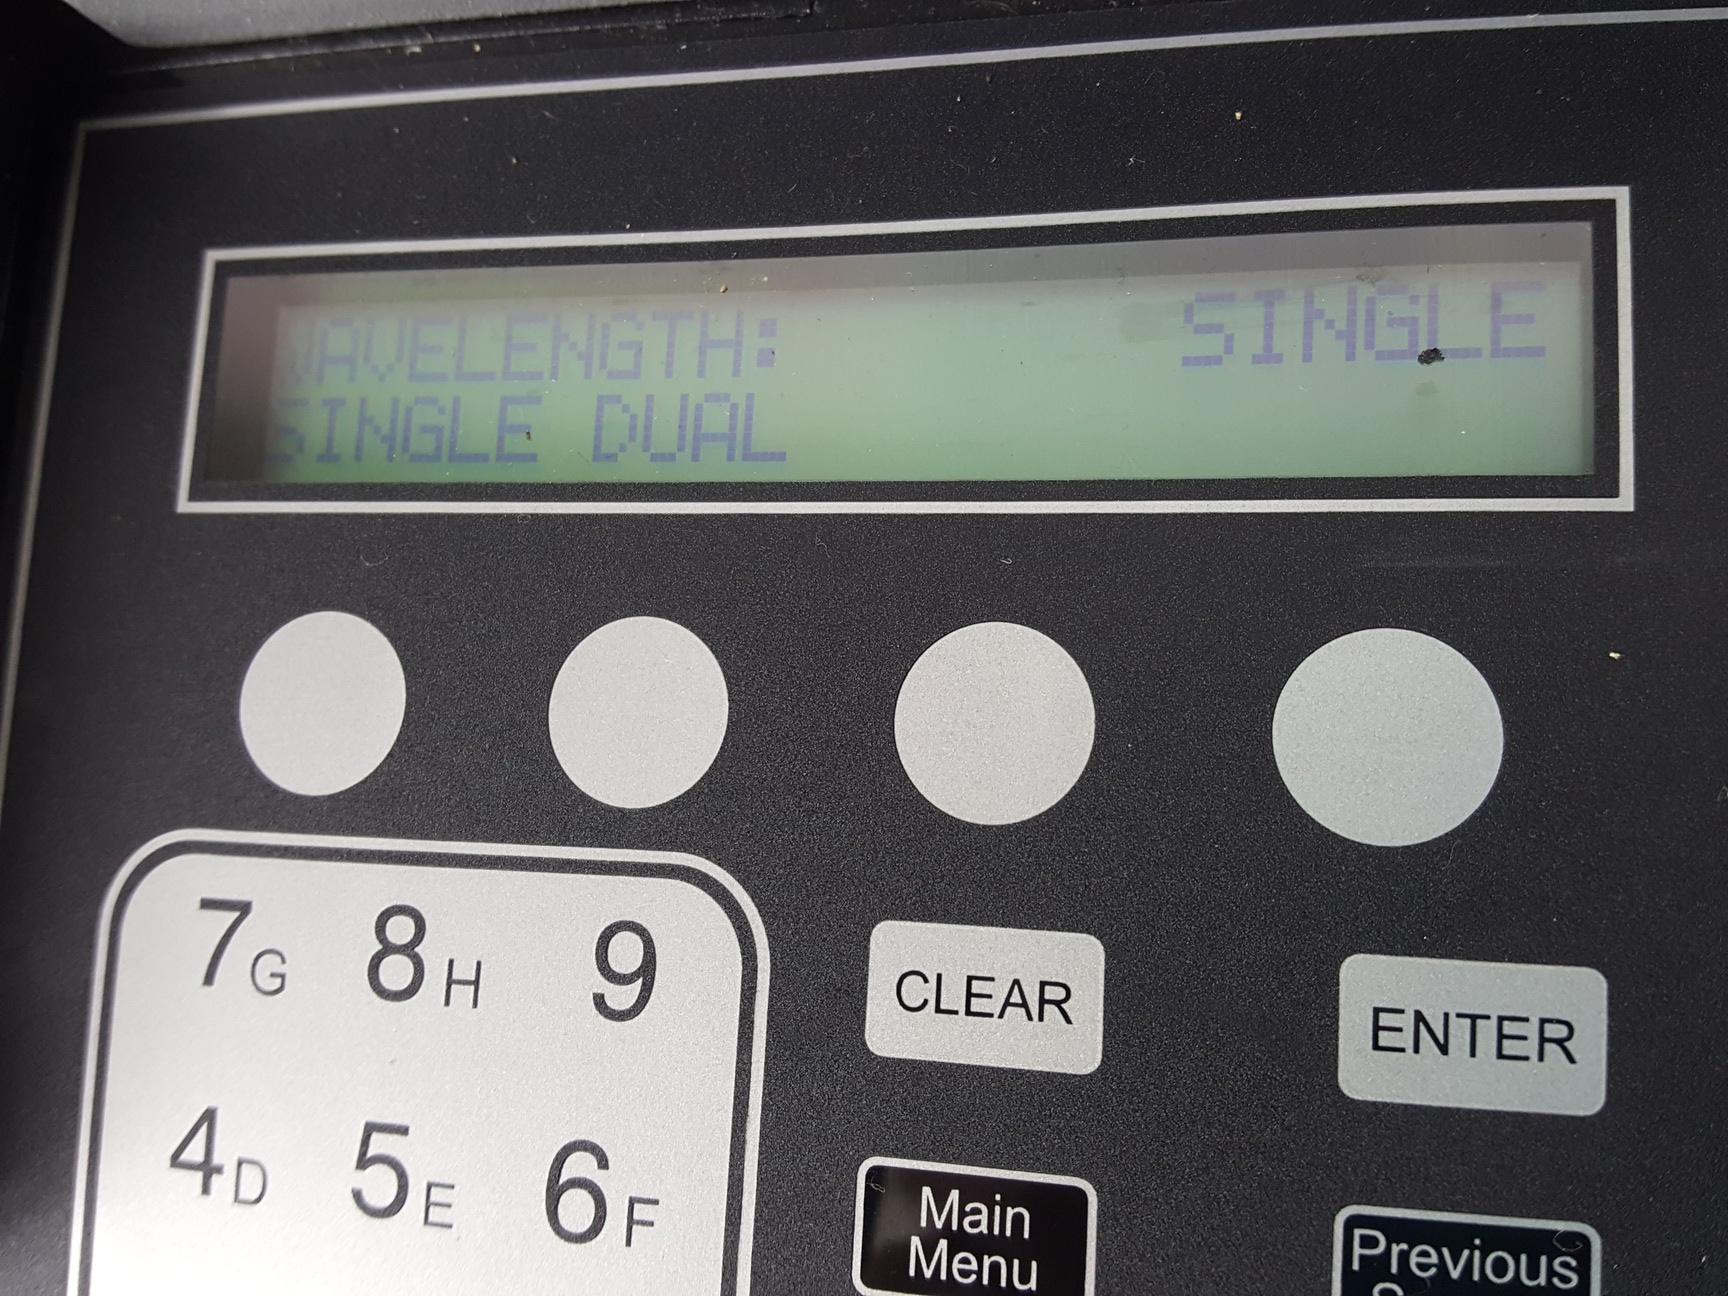 WAVELENGTH: SINGLE
SINGLE DUAL
7G 8H 9
CLEAR
ENTER
4D 5E 6F
Main
Menu
Previous